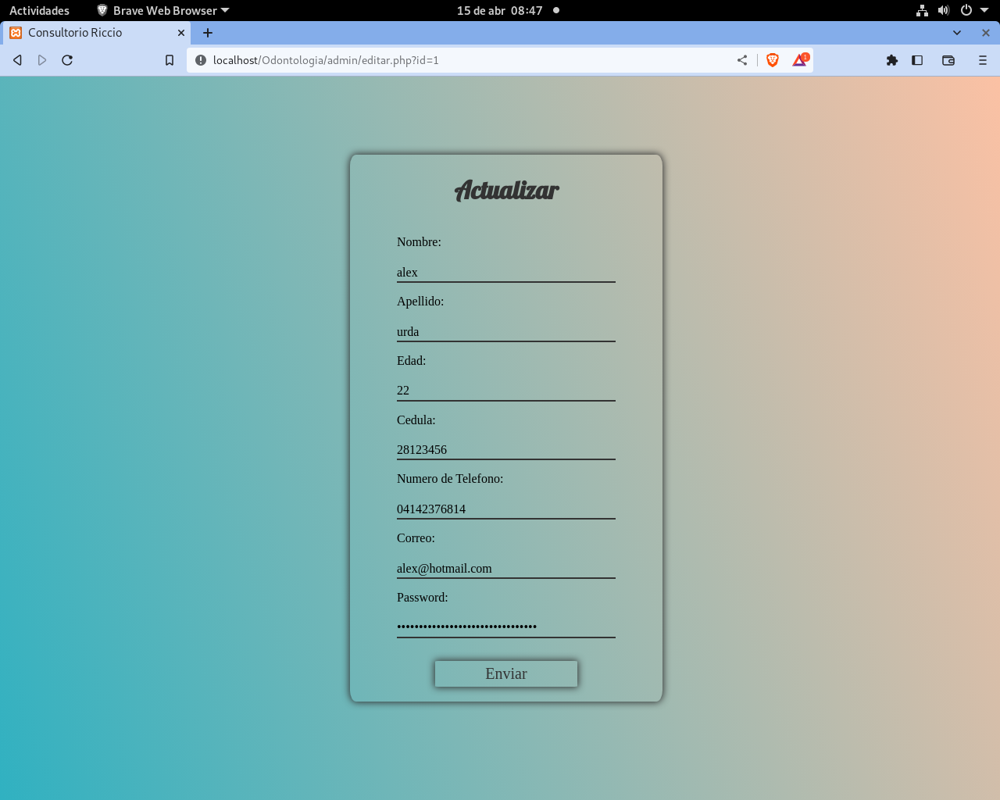 Actividades Brave Web Browser 15 de abr 08:47
Consultorio Riccio
localhost/Odontologia/admin/editar.php?id=1
1
Actualizar
Nombre:
alex
Apellido:
urda
Edad:
22
Cedula:
28123456
Numero de Telefono:
04142376814
Correo:
alex@hotmail.com
Password:
••••••••••••••••••••••••••••••••
Enviar